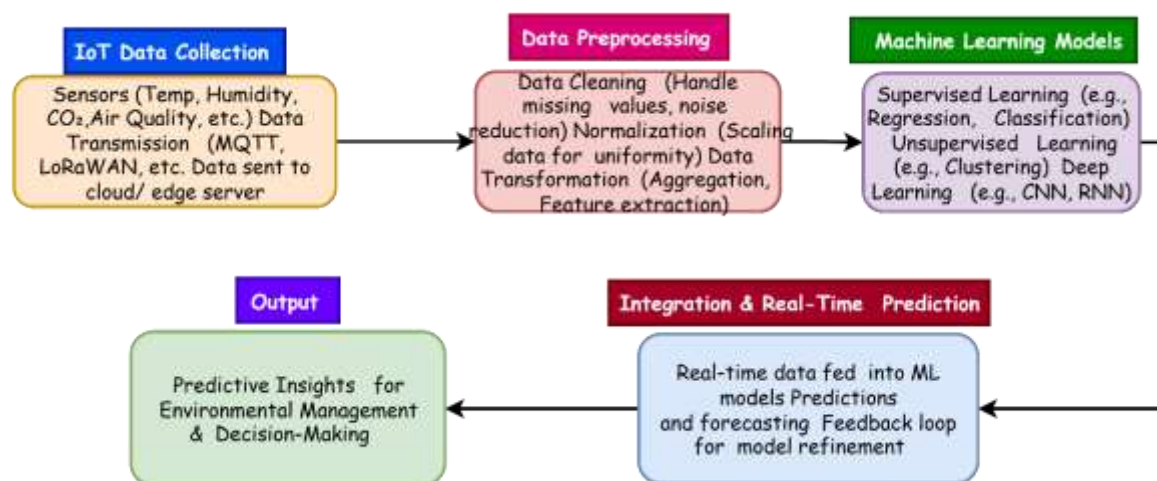 IoT Data Collection
Sensors (Temp, Humidity,
CO₂,Air Quality, etc.) Data
Transmission (MQTT,
LoRaWAN, etc. Data sent to
cloud/ edge server
Data Preprocessing
Data Cleaning (Handle
missing values, noise
reduction) Normalization (Scaling
data for uniformity) Data
Transformation (Aggregation,
Feature extraction)
Machine Learning Models
Supervised Learning (e.g.,
Regression, Classification)
Unsupervised Learning
(e.g., Clustering) Deep
Learning (e.g., CNN, RNN)
Output
Predictive Insights for
Environmental Management
& Decision-Making
Integration & Real-Time Prediction
Real-time data fed into ML
models Predictions
and forecasting Feedback loop
for model refinement